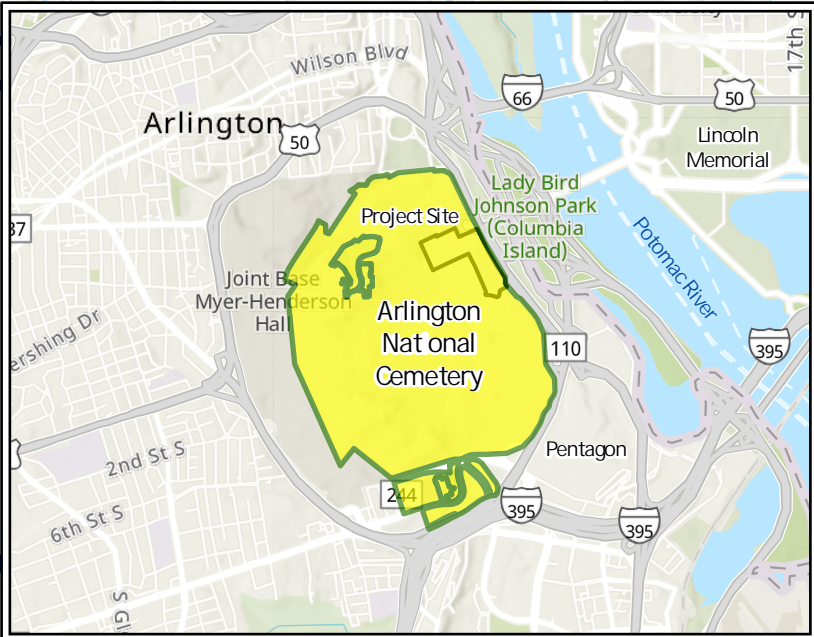 17th S
Wilson Blvd
66
50
Arlington
50
Lincoln
Memorial
Lady Bird
Johnson Park
(Columbia
Island)
Project Site
37
Potomac River
Joint Base
Myer-Henderson
Hall
Arlington
Nat onal
Cemetery
ershing Dr
110
395
2nd St S
Pentagon
244
395
395
6th St S
S Gl